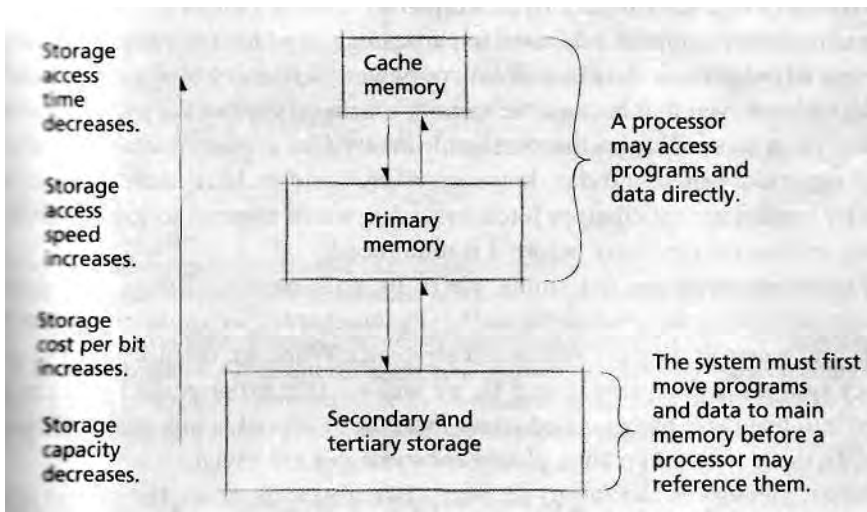 Storage
access
time
decreases.
Storage
access
speed
increases.
Storage
cost per bit
increases.
Storage
capacity
decreases.
Cache
memory
Primary
memory
Secondary and
tertiary storage
A processor
may access
programs and
data directly.
The system must first
move programs
and data to main
memory before a
processor may
reference them.